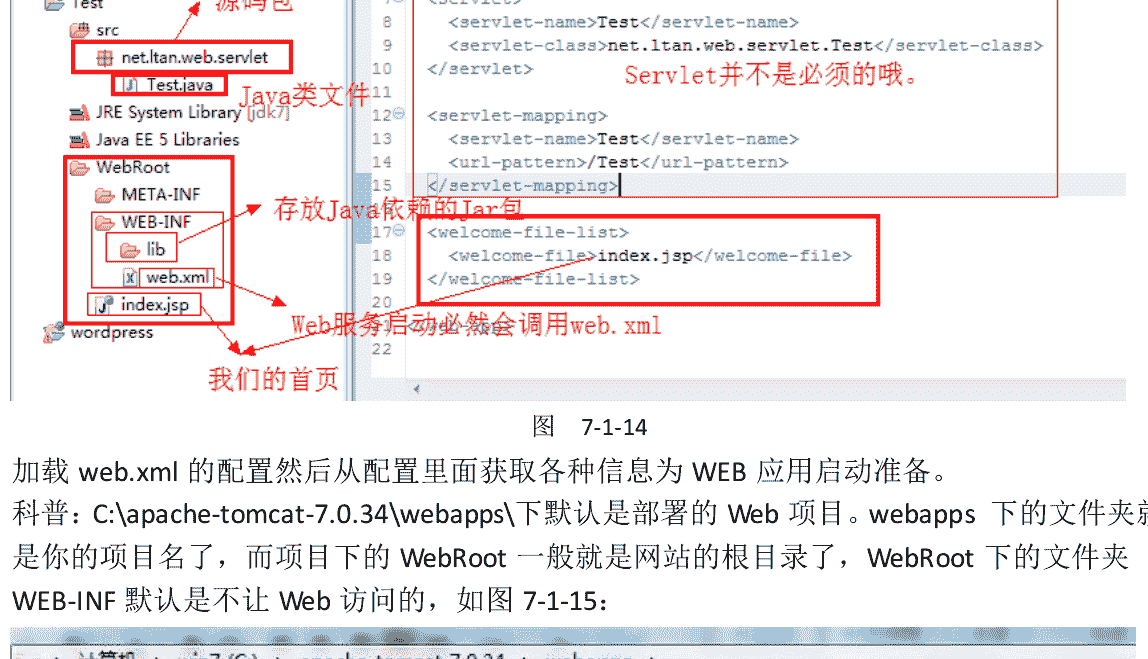 Test
源码包
src
net.ltan.web.servlet
Test.java
Java类文件
JRE System Library [jdk7]
Java EE 5 Libraries
WebRoot
META-INF
WEB-INF
lib
web.xml
index.jsp
wordpress
存放Java依赖的Jar包
Web服务启动必然会调用web.xml
我们的首页
7 <servlet>
8 <servlet-name>Test</servlet-name>
9 <servlet-class>net.ltan.web.servlet.Test</servlet-class>
10 </servlet>
Servlet并不是必须的哦。
11
12 <servlet-mapping>
13 <servlet-name>Test</servlet-name>
14 <url-pattern>/Test</url-pattern>
15 </servlet-mapping>
17 <welcome-file-list>
18 <welcome-file>index.jsp</welcome-file>
19 </welcome-file-list>
20
22
图 7-1-14
加载 web.xml 的配置然后从配置里面获取各种信息为 WEB 应用启动准备。
科普：C:\apache-tomcat-7.0.34\webapps\下默认是部署的 Web 项目。webapps 下的文件夹就
是你的项目名了，而项目下的 WebRoot 一般就是网站的根目录了，WebRoot 下的文件夹
WEB-INF 默认是不让 Web 访问的，如图 7-1-15：